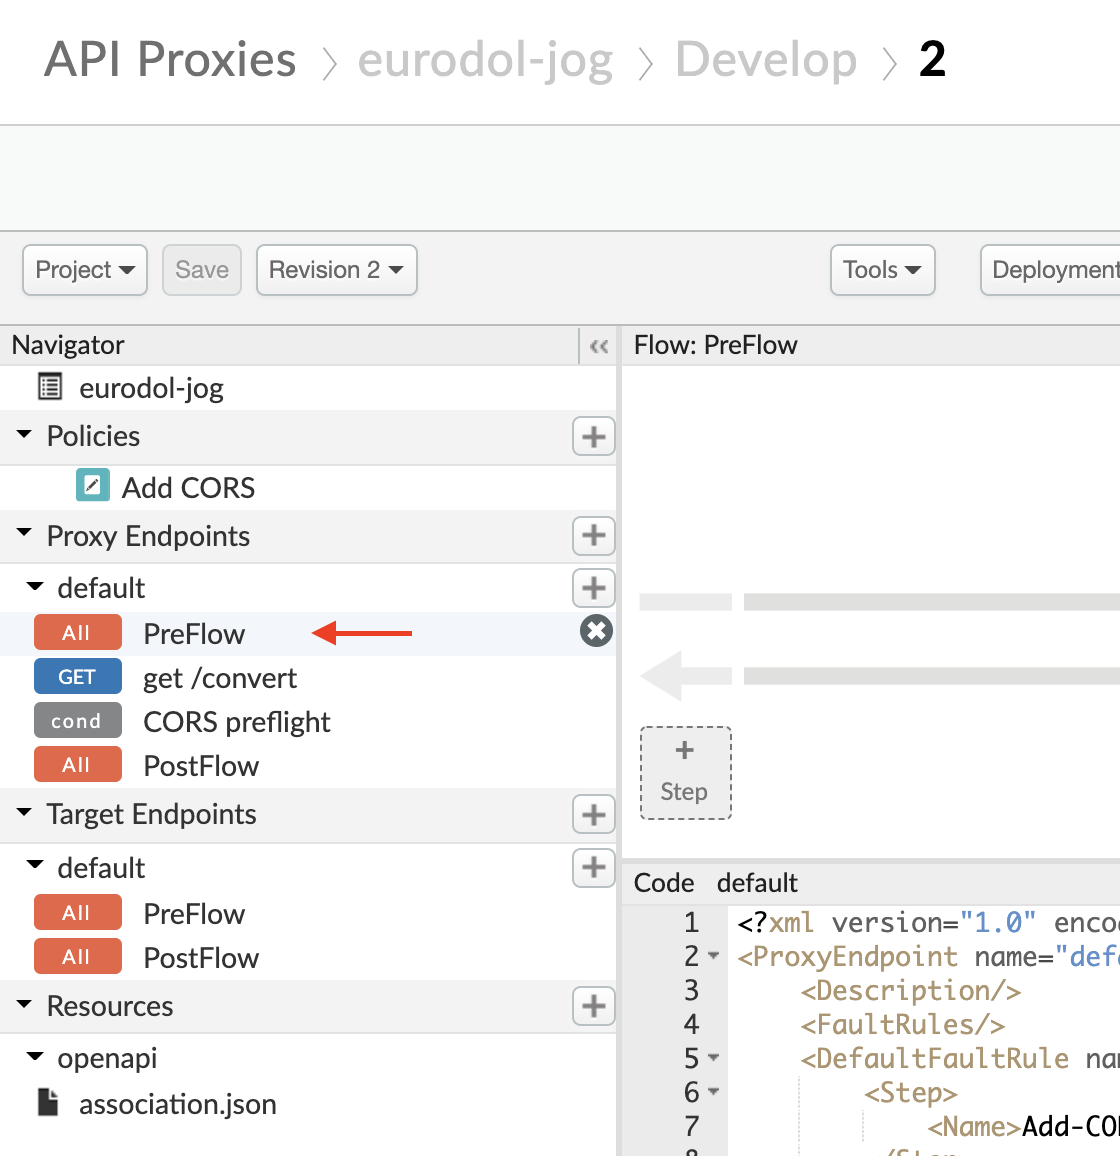 API Proxies > eurodol-jog > Develop > 2
Project Save Revision 2 Tools Deployment
Navigator
«
Flow: PreFlow
eurodol-jog
Policies
Add CORS
Proxy Endpoints
default
All PreFlow
GET get /convert
cond CORS preflight
All PostFlow
Target Endpoints
default
All PreFlow
All PostFlow
Resources
openapi
association.json
+
Step
Code default
1 <?xml version="1.0" enco
2 <ProxyEndpoint name="def
3 <Description/>
4 <FaultRules/>
5 <DefaultFaultRule na
6 <Step>
7 <Name>Add-CO